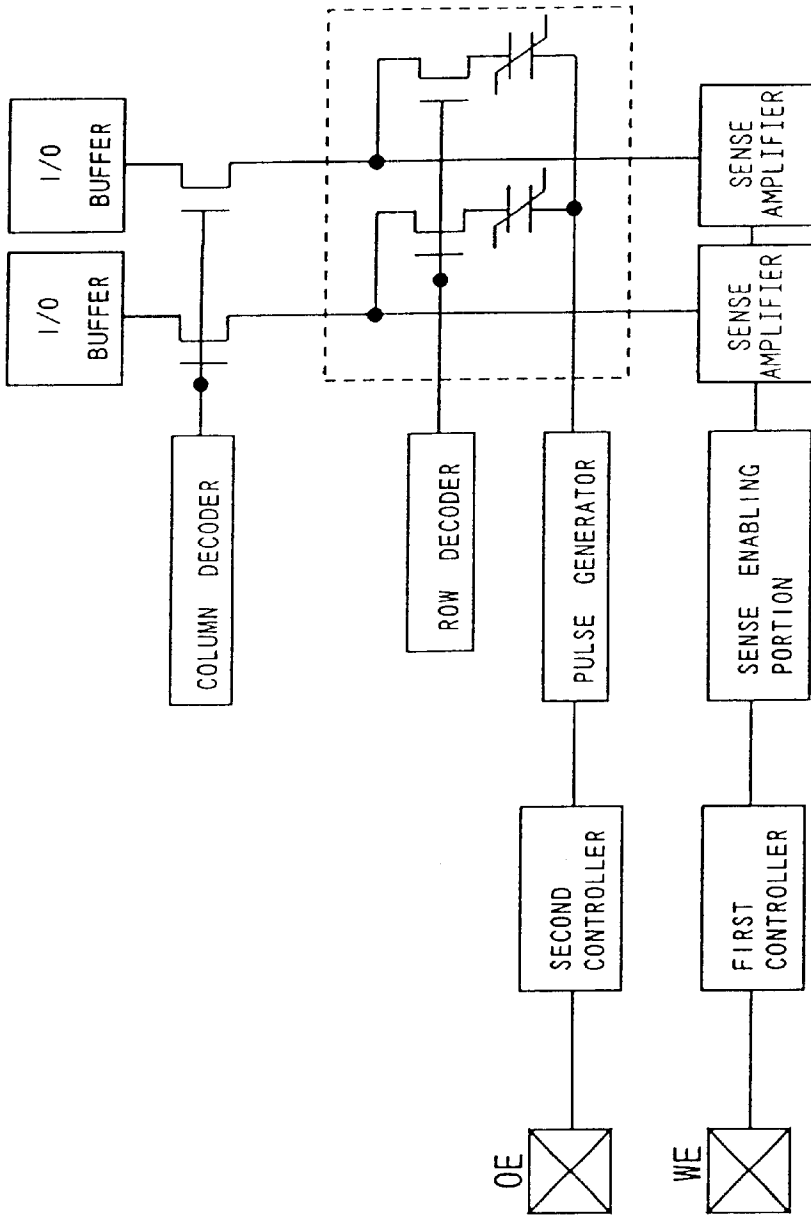 I/O
BUFFER
I/O
BUFFER
COLUMN DECODER
ROW DECODER
PULSE GENERATOR
SECOND
CONTROLLER
OE
SENSE
AMPLIFIER
SENSE
AMPLIFIER
SENSE ENABLING
PORTION
FIRST
CONTROLLER
WE